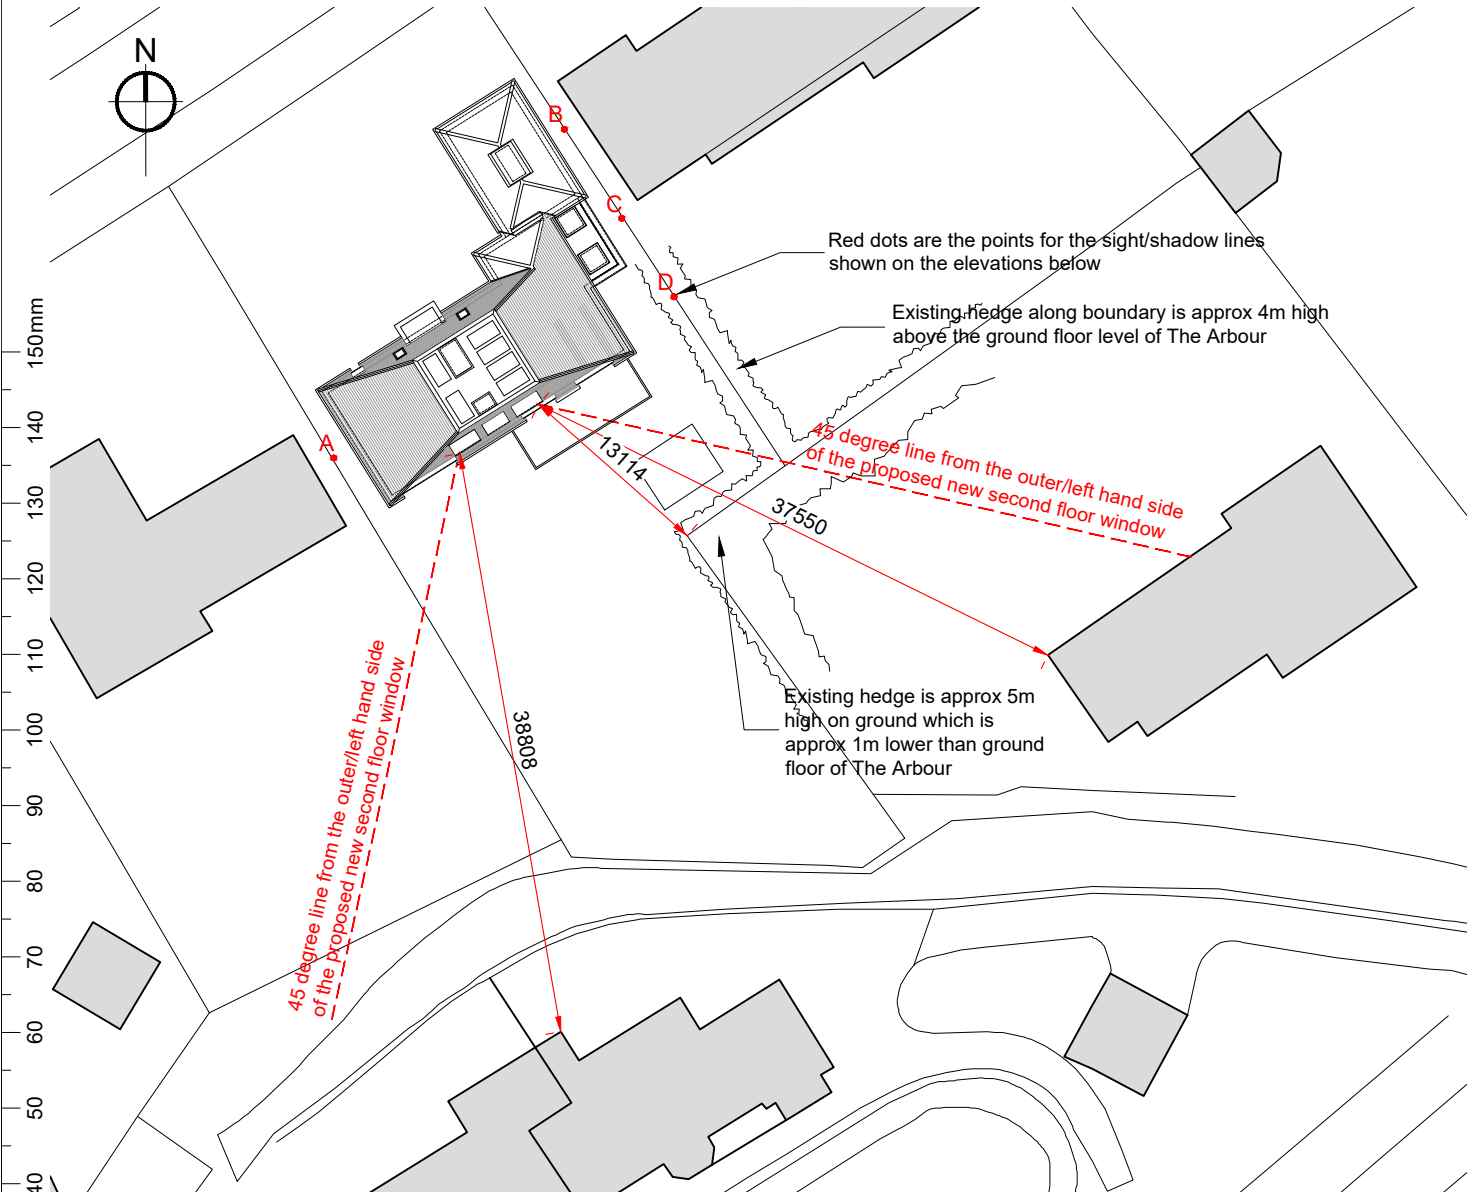 N
B
C
D
A
Red dots are the points for the sight/shadow lines
shown on the elevations below
Existing hedge along boundary is approx 4m high
above the ground floor level of The Arbour
45 degree line from the outer/left hand side
of the proposed new second floor window
13114
37550
38808
45 degree line from the outer/left hand side
of the proposed new second floor window
Existing hedge is approx 5m
high on ground which is
approx 1m lower than ground
floor of The Arbour
150mm
140
130
120
110
100
90
80
70
60
50
40